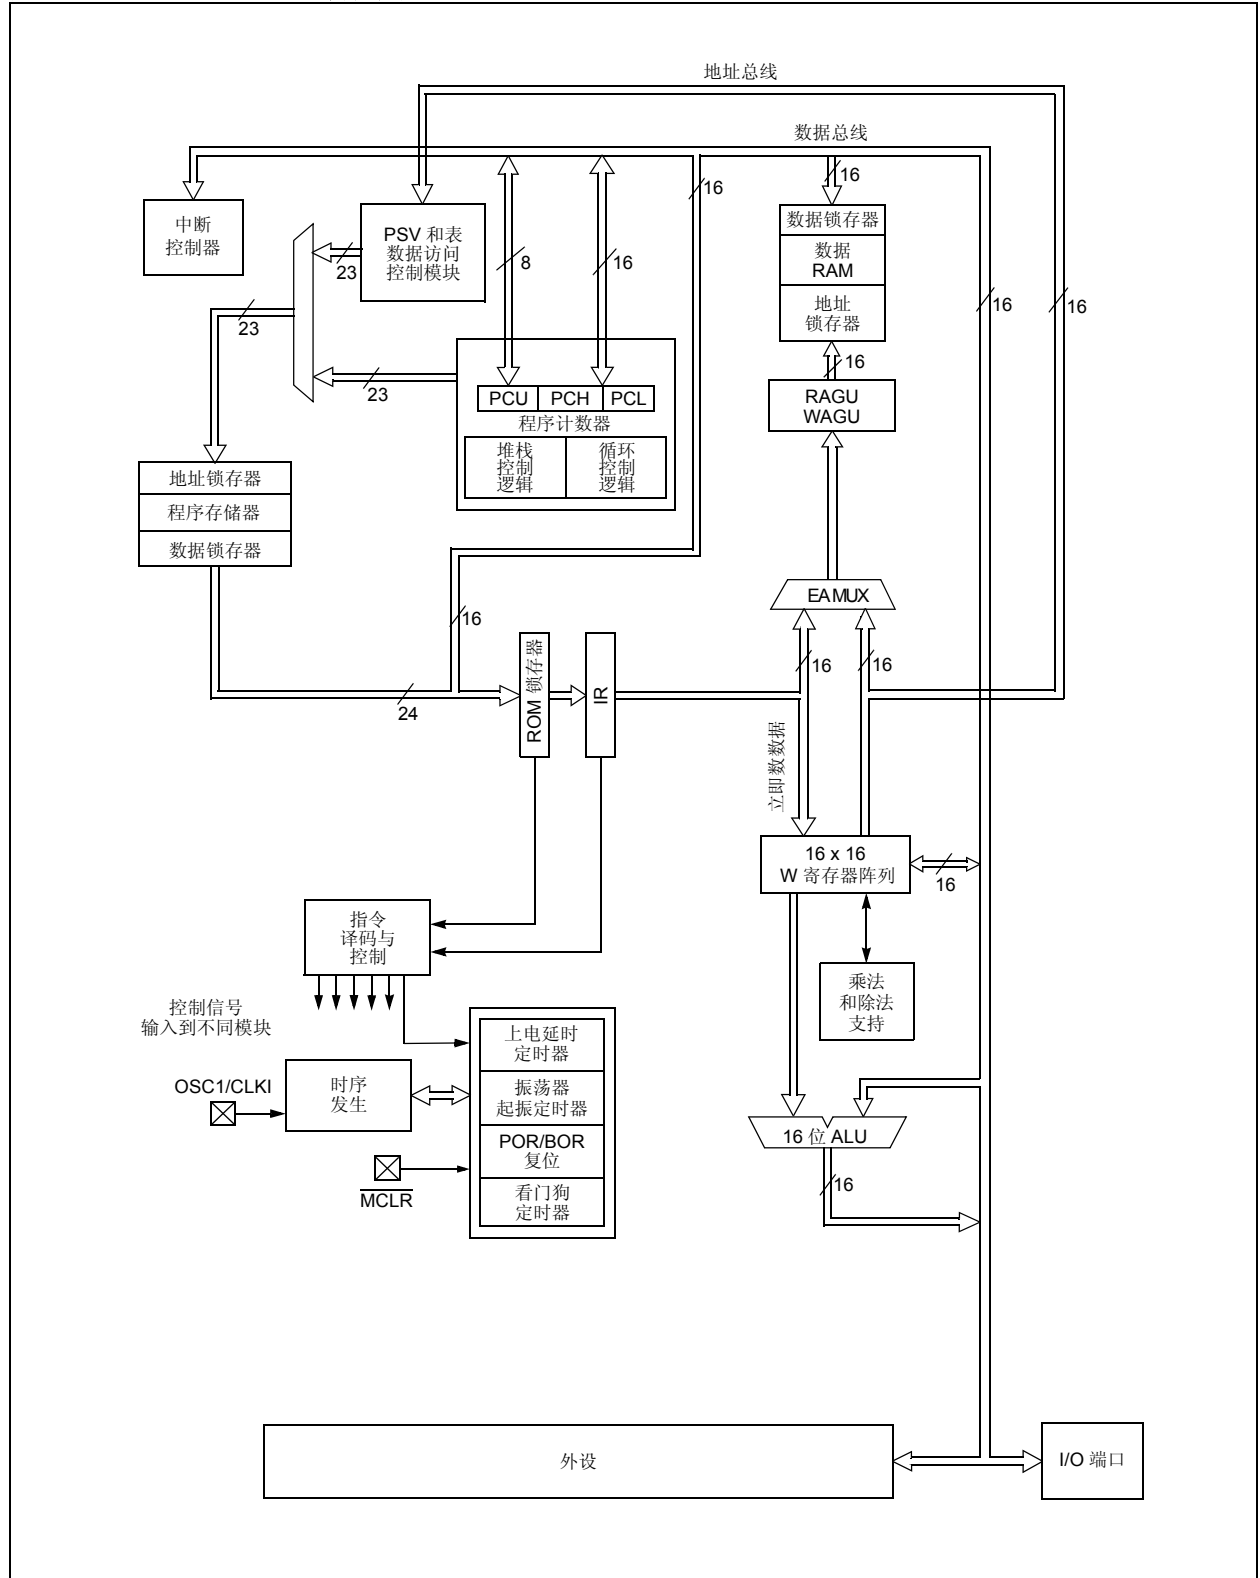 地址总线
数据总线
16
16
中断
控制器
PSV 和表
数据访问
控制模块
数据锁存器
数据
RAM
地址
锁存器
23
8
16
16
16
23
16
23
RAGU
WAGU
PCU
PCH
PCL
程序计数器
堆栈
控制
逻辑
循环
控制
逻辑
地址锁存器
程序存储器
数据锁存器
EA MUX
16
16
16
ROM 锁存器
IR
24
立即数数据
16 x 16
W 寄存器阵列
16
指令
译码与
控制
乘法
和除法
支持
控制信号
输入到不同模块
上电延时
定时器
OSC1/CLKI
时序
发生
振荡器
起振定时器
16 位 ALU
POR/BOR
复位
MCLR
16
看门狗
定时器
外设
I/O 端口